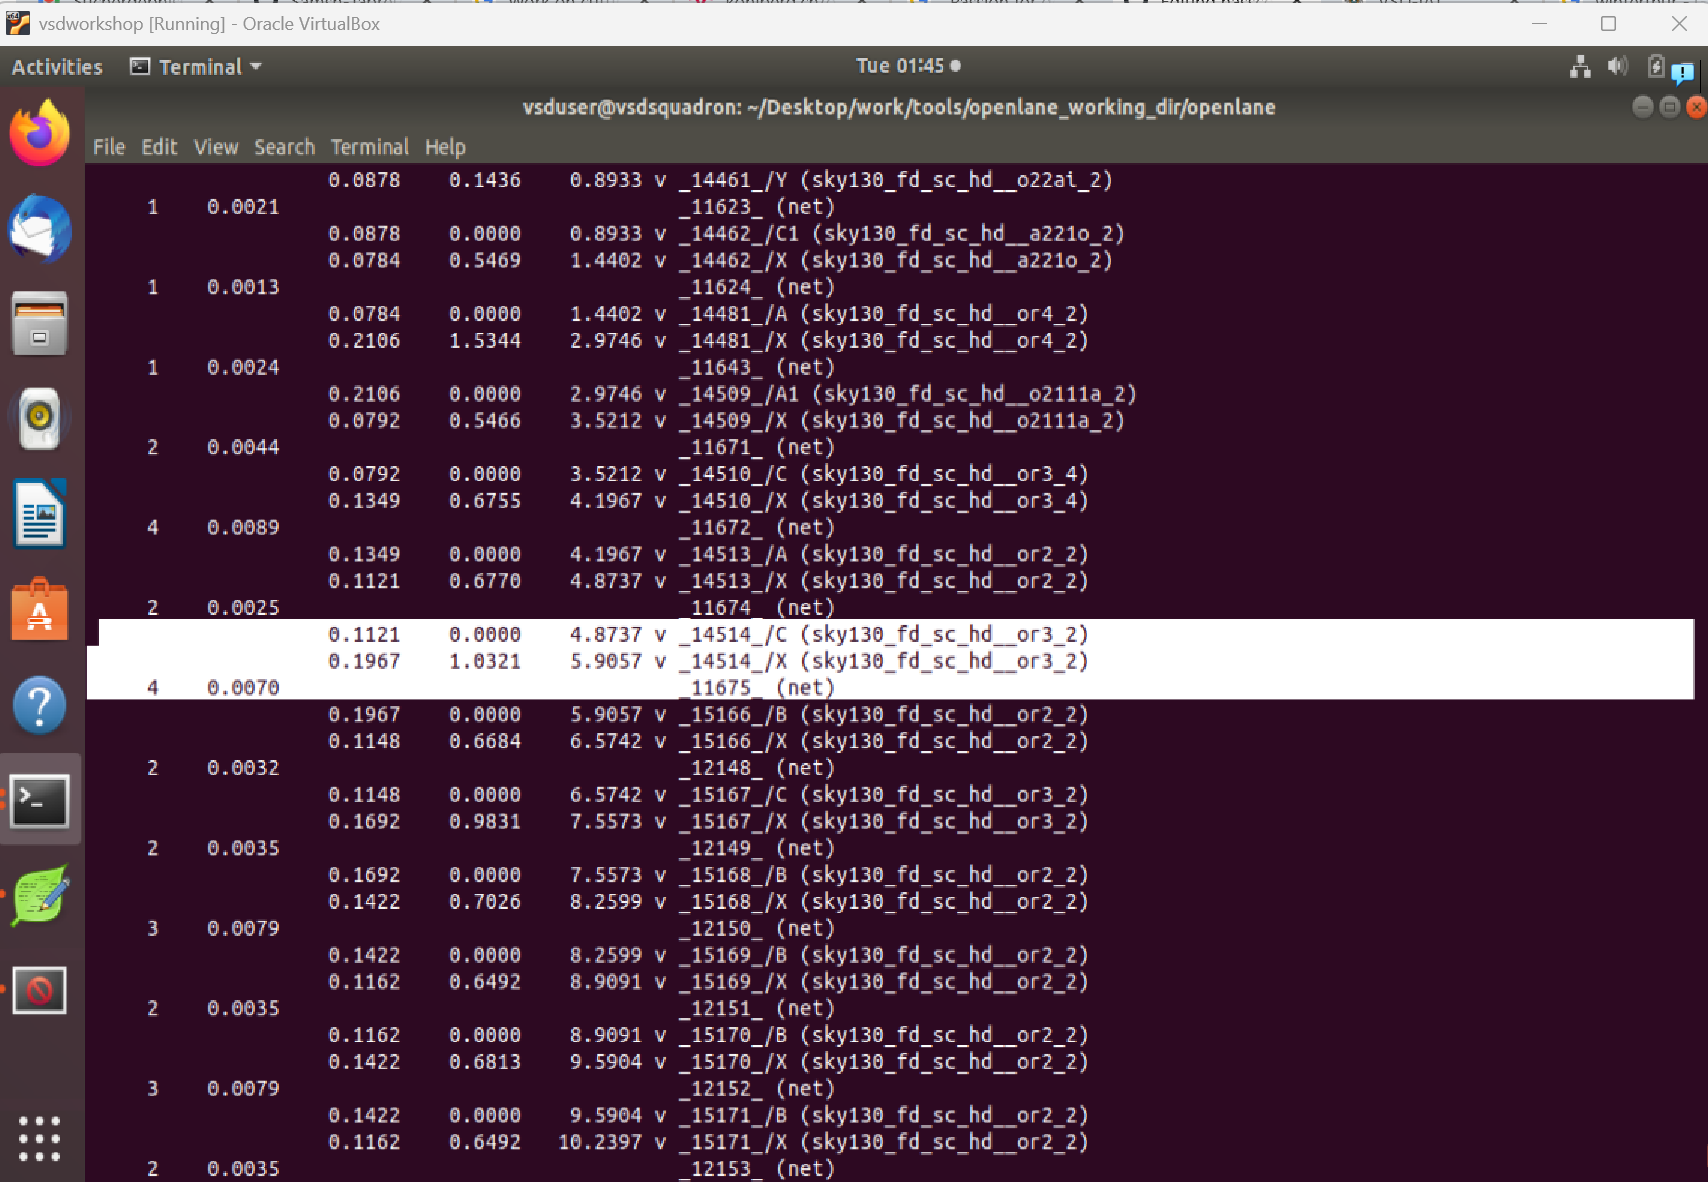 vsdworkshop [Running] - Oracle VirtualBox
Activities Terminal Tue 01:45
vsduser@vsdsquadron: ~/Desktop/work/tools/openlane_working_dir/openlane
File Edit View Search Terminal Help
0.0878 0.1436 0.8933 v _14461_/Y (sky130_fd_sc_hd__o22ai_2)
1 0.0021 _11623_ (net)
0.0878 0.0000 0.8933 v _14462_/C1 (sky130_fd_sc_hd__a221o_2)
0.0784 0.5469 1.4402 v _14462_/X (sky130_fd_sc_hd__a221o_2)
1 0.0013 _11624_ (net)
0.0784 0.0000 1.4402 v _14481_/A (sky130_fd_sc_hd__or4_2)
0.2106 1.5344 2.9746 v _14481_/X (sky130_fd_sc_hd__or4_2)
1 0.0024 _11643_ (net)
0.2106 0.0000 2.9746 v _14509_/A1 (sky130_fd_sc_hd__o2111a_2)
0.0792 0.5466 3.5212 v _14509_/X (sky130_fd_sc_hd__o2111a_2)
2 0.0044 _11671_ (net)
0.0792 0.0000 3.5212 v _14510_/C (sky130_fd_sc_hd__or3_4)
0.1349 0.6755 4.1967 v _14510_/X (sky130_fd_sc_hd__or3_4)
4 0.0089 _11672_ (net)
0.1349 0.0000 4.1967 v _14513_/A (sky130_fd_sc_hd__or2_2)
0.1121 0.6770 4.8737 v _14513_/X (sky130_fd_sc_hd__or2_2)
2 0.0025 _11674_ (net)
0.1121 0.0000 4.8737 v _14514_/C (sky130_fd_sc_hd__or3_2)
0.1967 1.0321 5.9057 v _14514_/X (sky130_fd_sc_hd__or3_2)
4 0.0070 _11675_ (net)
0.1967 0.0000 5.9057 v _15166_/B (sky130_fd_sc_hd__or2_2)
0.1148 0.6684 6.5742 v _15166_/X (sky130_fd_sc_hd__or2_2)
2 0.0032 _12148_ (net)
0.1148 0.0000 6.5742 v _15167_/C (sky130_fd_sc_hd__or3_2)
0.1692 0.9831 7.5573 v _15167_/X (sky130_fd_sc_hd__or3_2)
2 0.0035 _12149_ (net)
0.1692 0.0000 7.5573 v _15168_/B (sky130_fd_sc_hd__or2_2)
0.1422 0.7026 8.2599 v _15168_/X (sky130_fd_sc_hd__or2_2)
3 0.0079 _12150_ (net)
0.1422 0.0000 8.2599 v _15169_/B (sky130_fd_sc_hd__or2_2)
0.1162 0.6492 8.9091 v _15169_/X (sky130_fd_sc_hd__or2_2)
2 0.0035 _12151_ (net)
0.1162 0.0000 8.9091 v _15170_/B (sky130_fd_sc_hd__or2_2)
0.1422 0.6813 9.5904 v _15170_/X (sky130_fd_sc_hd__or2_2)
3 0.0079 _12152_ (net)
0.1422 0.0000 9.5904 v _15171_/B (sky130_fd_sc_hd__or2_2)
0.1162 0.6492 10.2397 v _15171_/X (sky130_fd_sc_hd__or2_2)
2 0.0035 _12153_ (net)